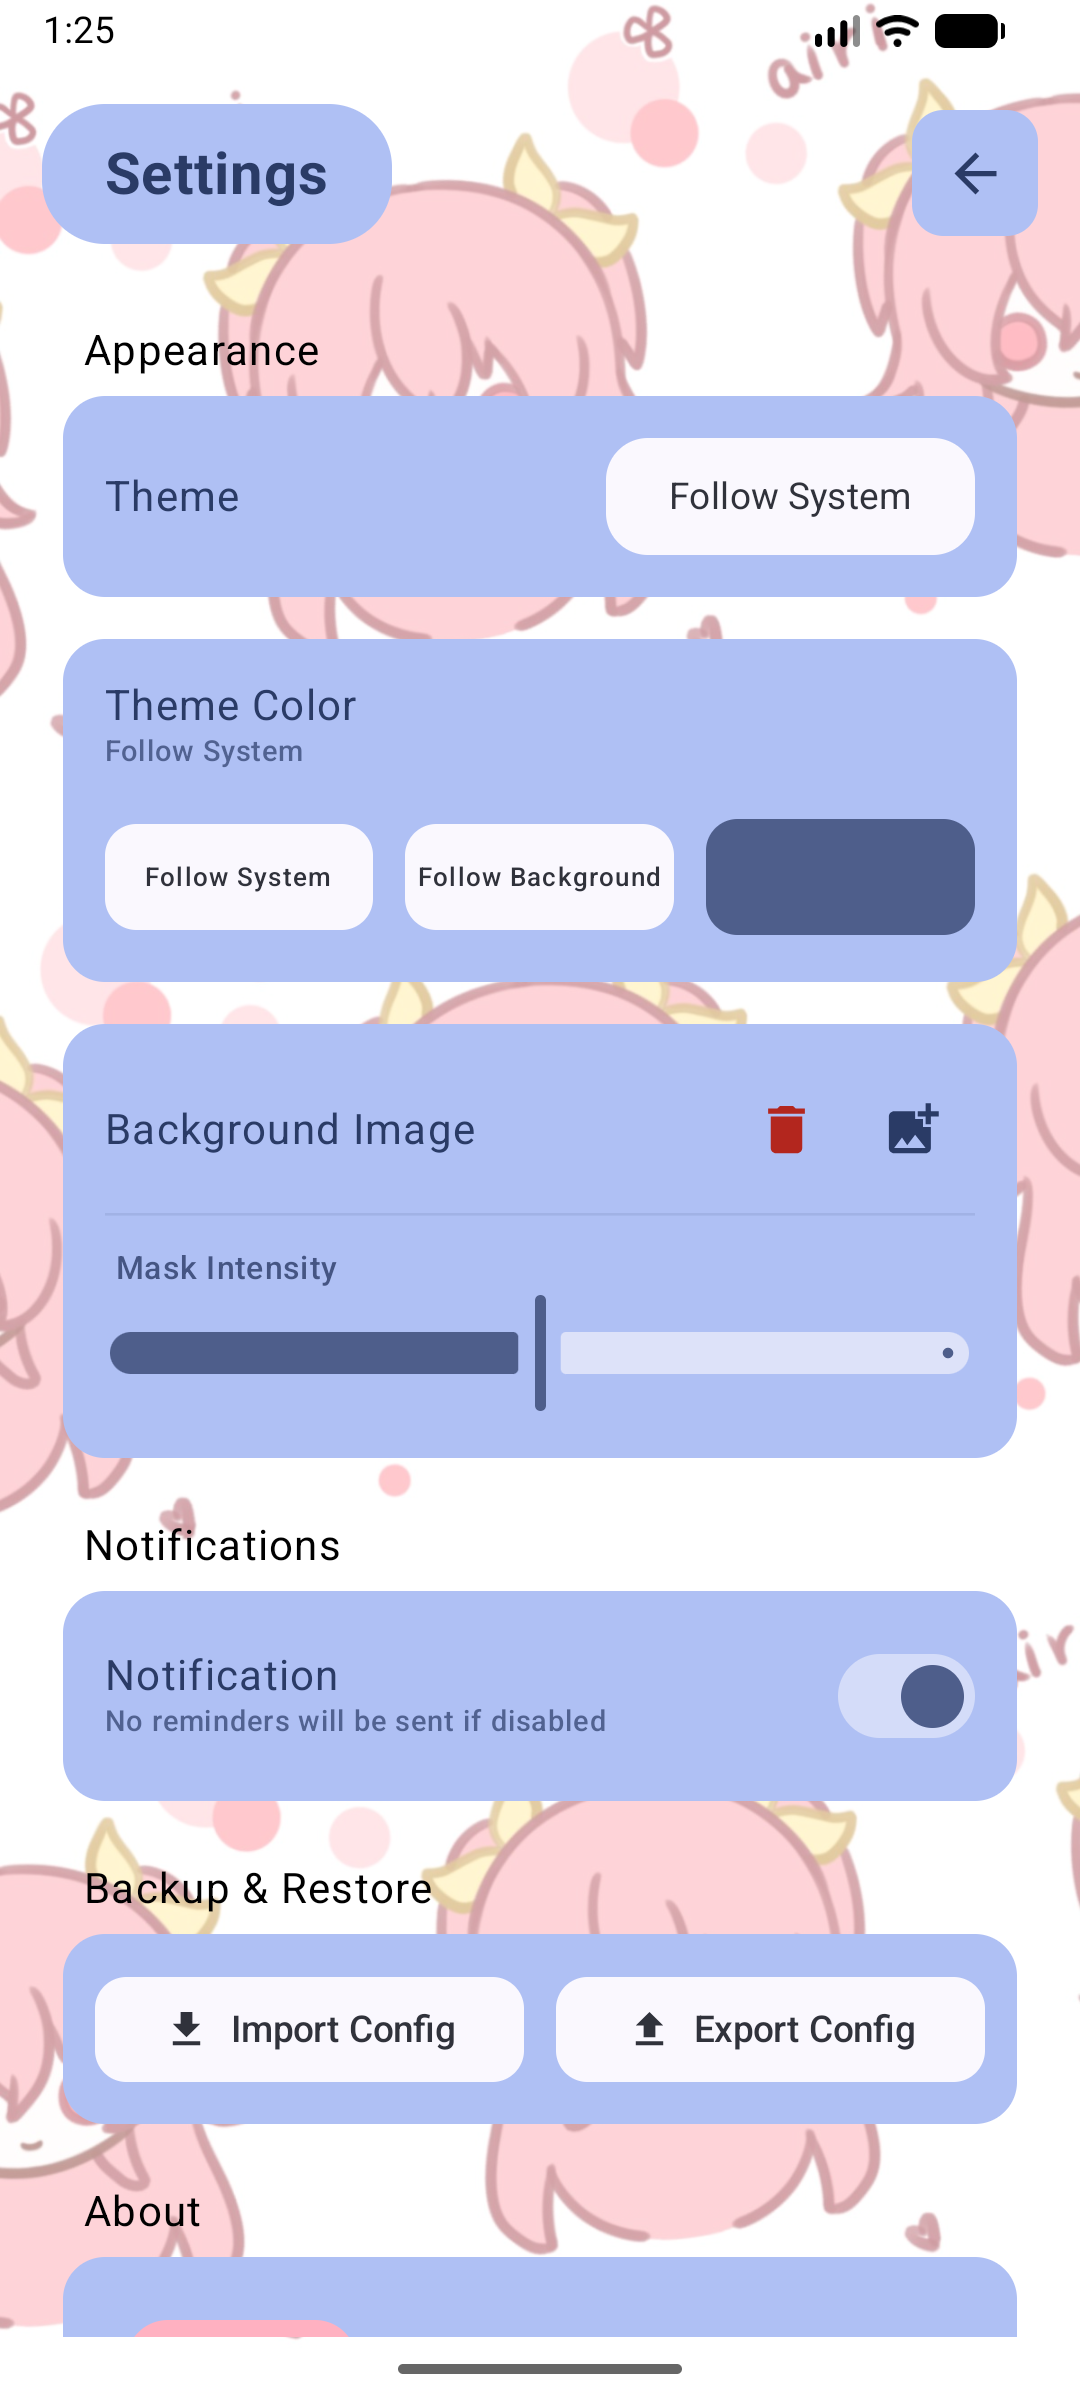 1:25
airi
Settings
Appearance
Theme
Follow System
Theme Color
Follow System
Follow System
Follow Background
Background Image
Mask Intensity
Notifications
Notification
No reminders will be sent if disabled
Backup & Restore
Import Config
Export Config
About